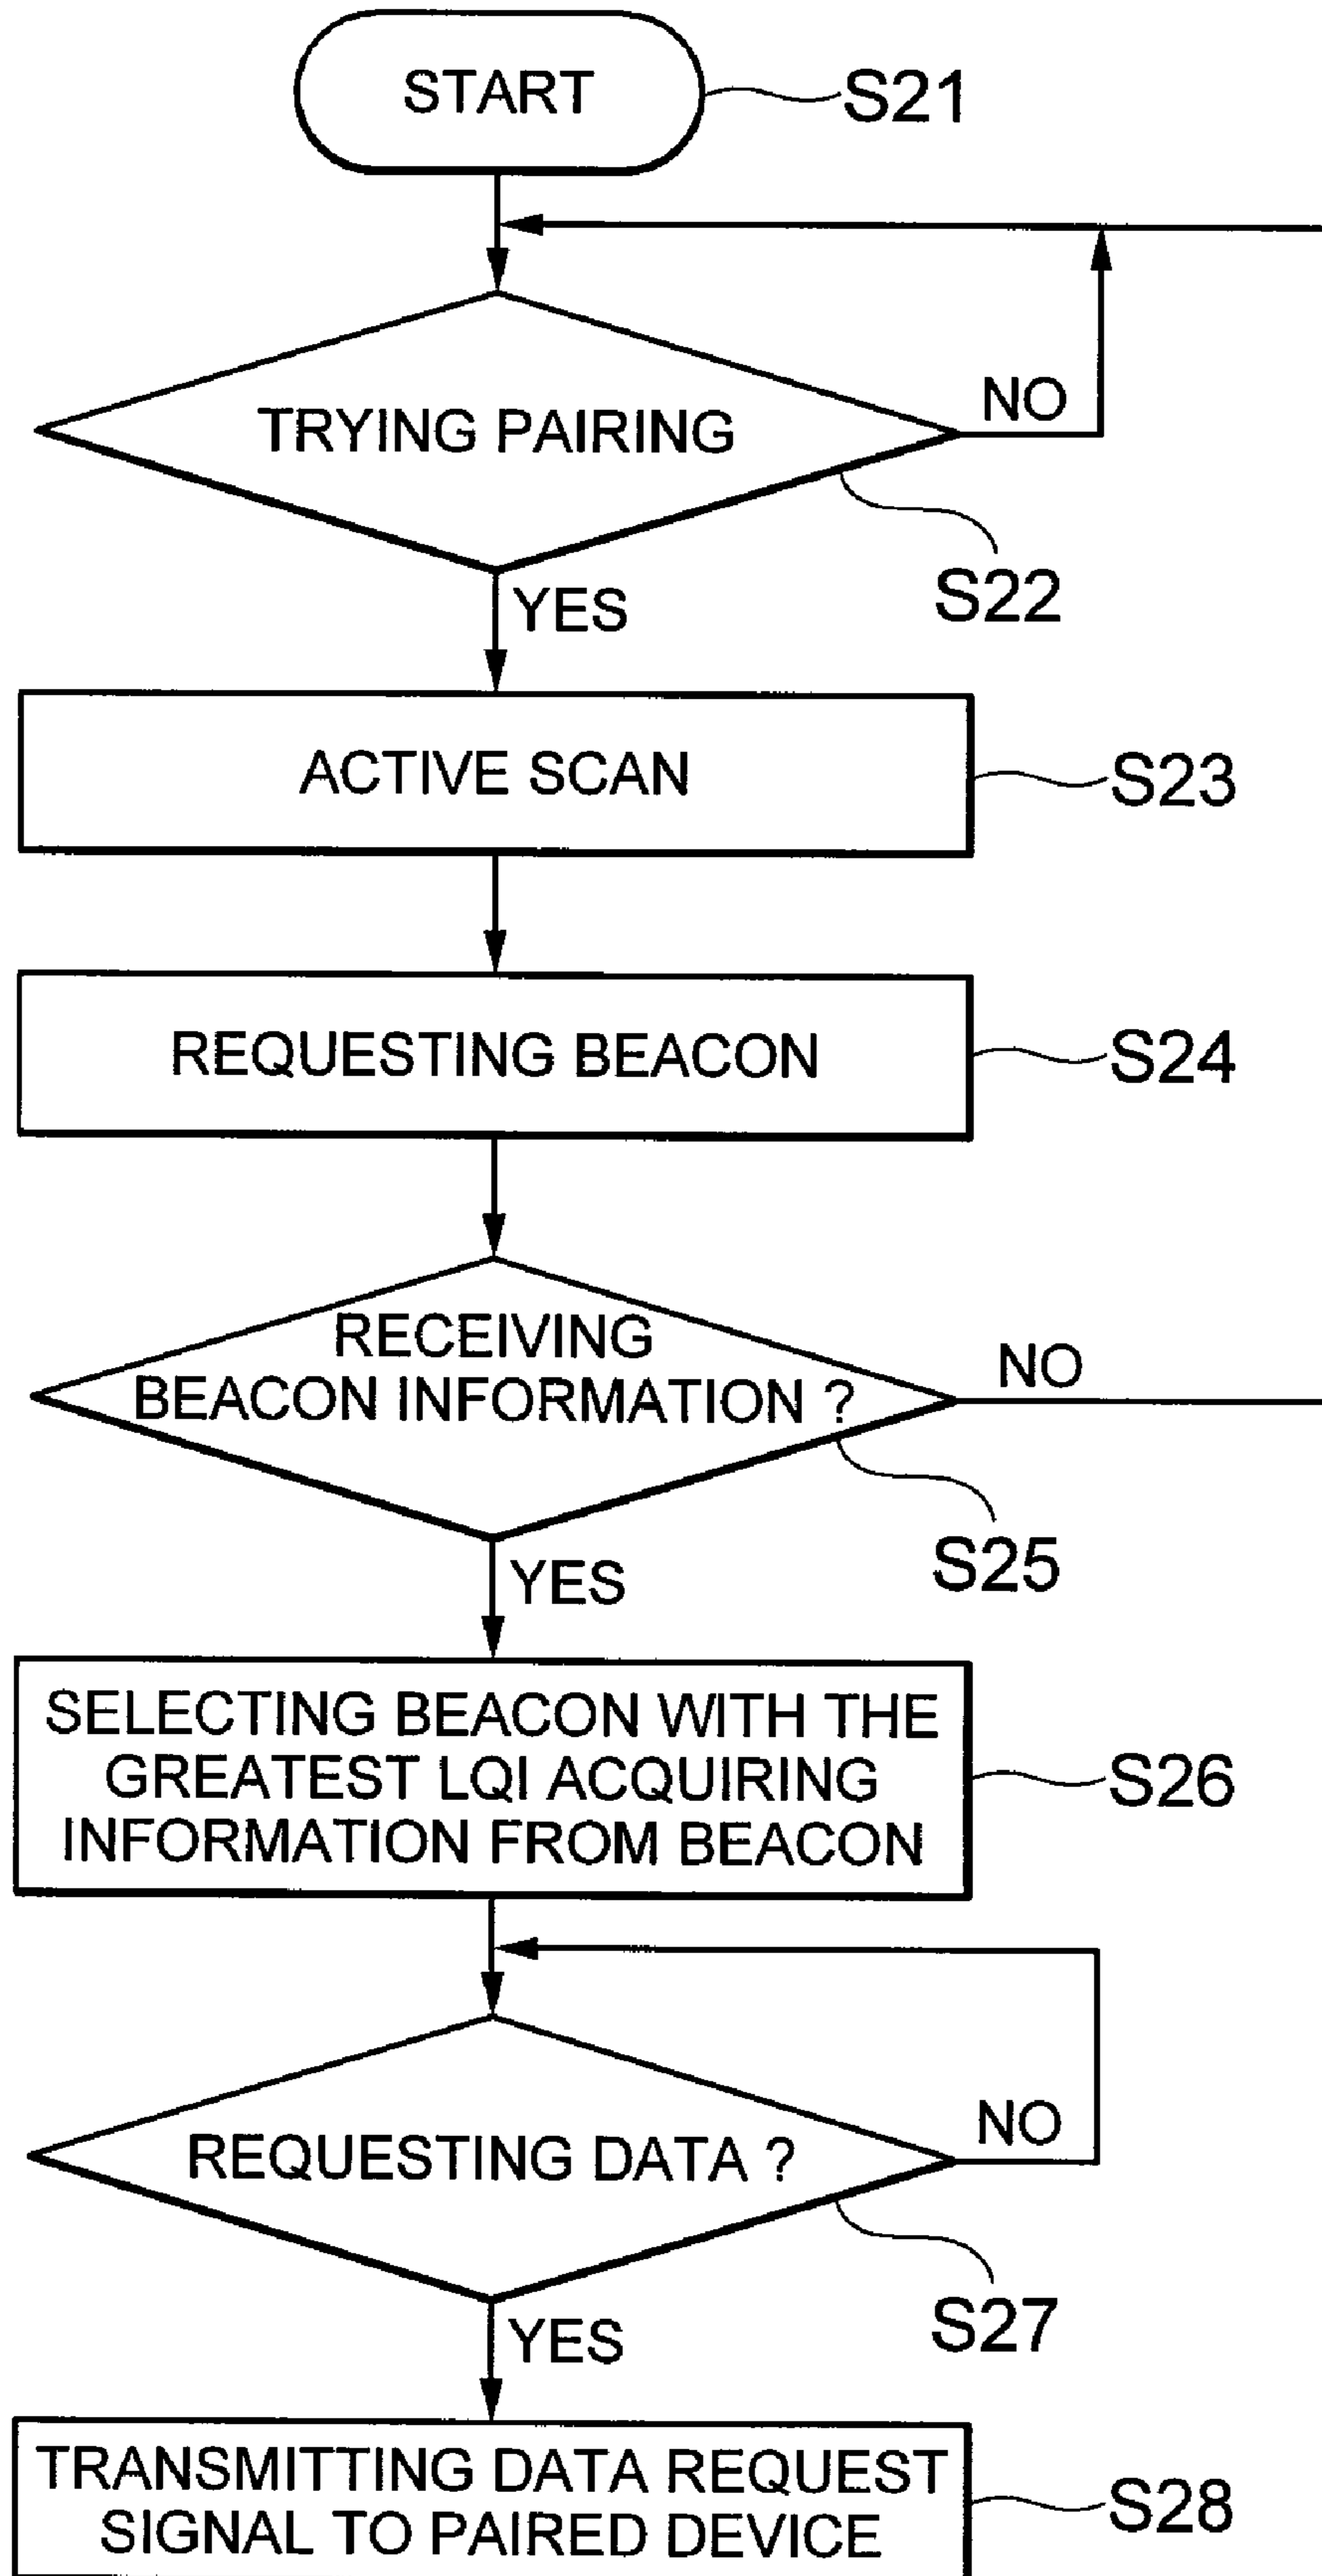 START
S21
TRYING PAIRING
NO
S22
YES
ACTIVE SCAN
S23
REQUESTING BEACON
S24
RECEIVING
BEACON INFORMATION ?
NO
S25
YES
SELECTING BEACON WITH THE
GREATEST LQI ACQUIRING
INFORMATION FROM BEACON
S26
REQUESTING DATA ?
NO
S27
YES
TRANSMITTING DATA REQUEST
SIGNAL TO PAIRED DEVICE
S28